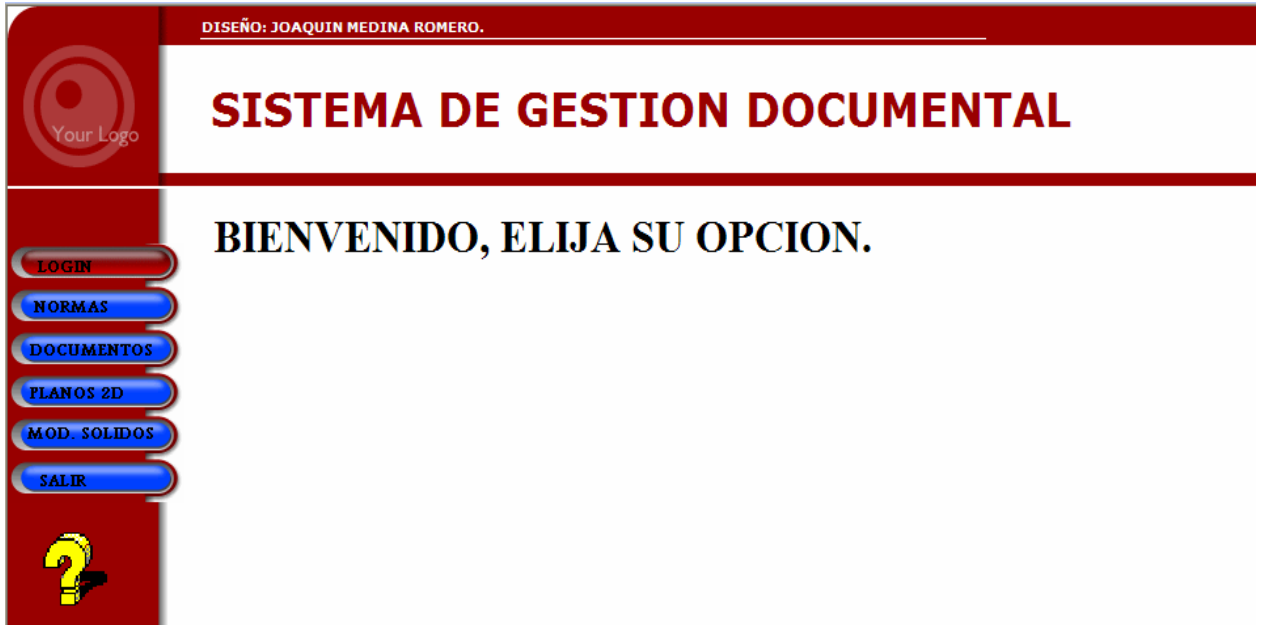 DISEÑO: JOAQUIN MEDINA ROMERO.
Your Logo
SISTEMA DE GESTION DOCUMENTAL
BIENVENIDO, ELIJA SU OPCION.
LOGIN
NORMAS
DOCUMENTOS
PLANOS 2D
MOD. SOLIDOS
SALIR
?